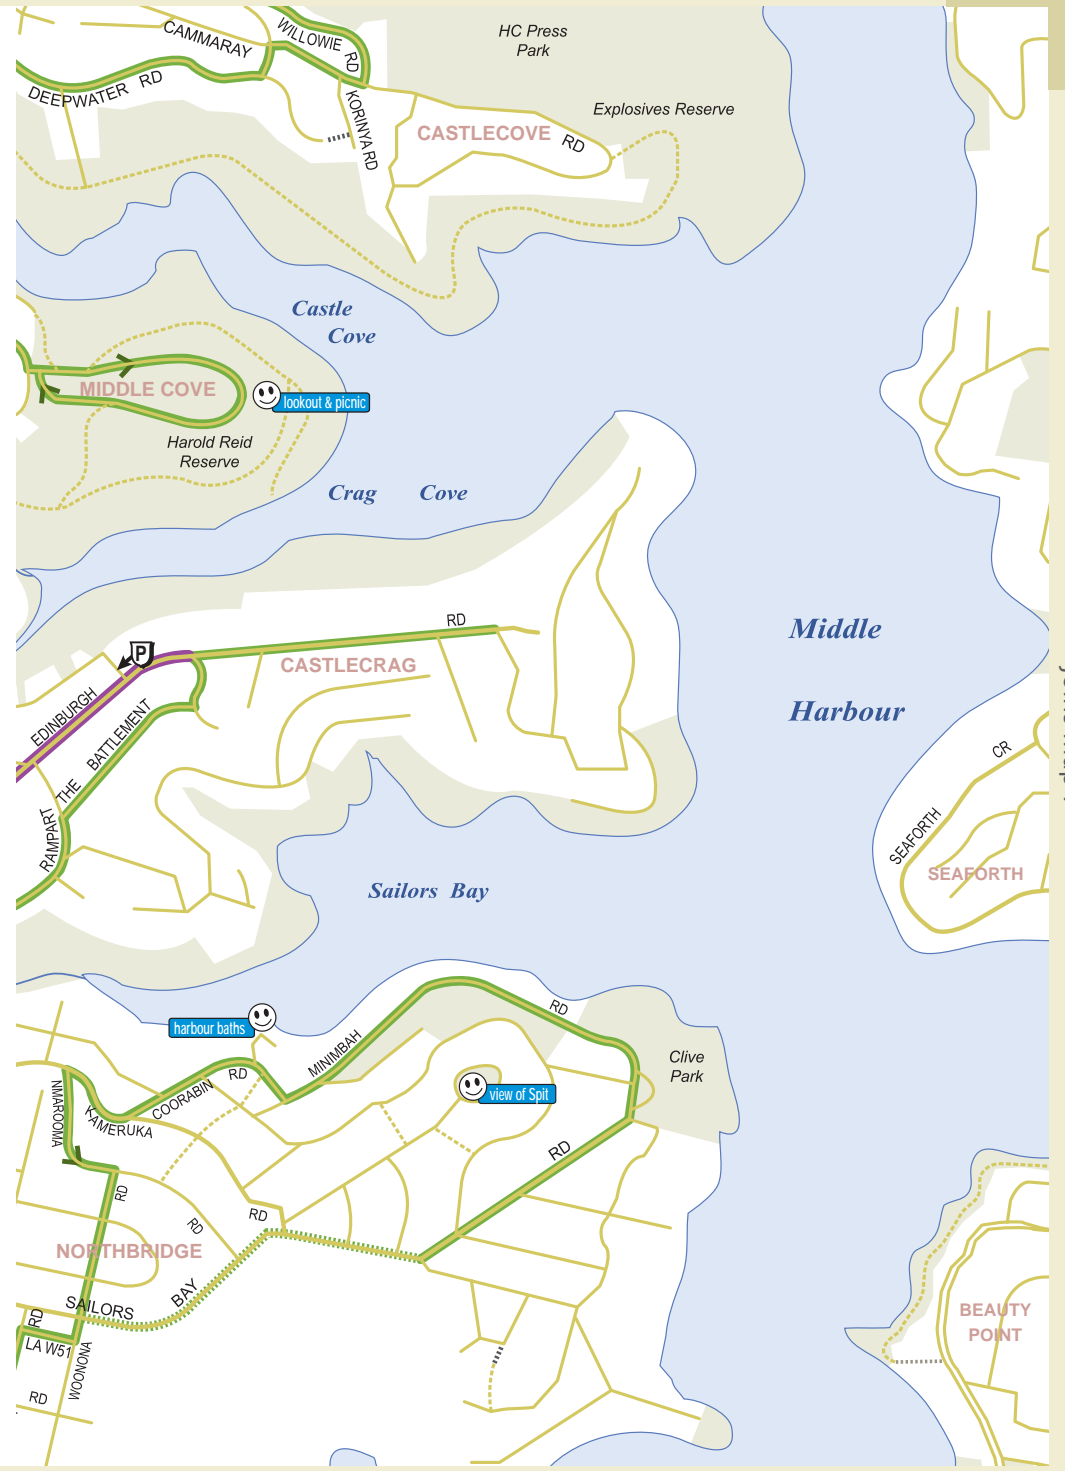 HC Press
Park
CAMMARAY
WILLOWIE
RD
DEEPWATER RD
Explosives Reserve
KORINYA RD
CASTLECOVE
RD
Castle
Cove
MIDDLE COVE
lookout & picnic
Harold Reid
Reserve
Crag Cove
RD
Middle
P
CASTLECRAG
EDINBURGH
Harbour
THE BATTLEMENT
CR
RAMPART
SEAFORTH
SEAFORTH
Sailors Bay
RD
harbour baths
MINIMBAH
Clive
Park
RD
view of Spit
NMAROOMA
COORABIN
KAMERUKA
RD
RD
RD
RD
NORTHBRIDGE
SAILORS BAY
RD
LA W51
WOONONA
RD
BEAUTY
POINT